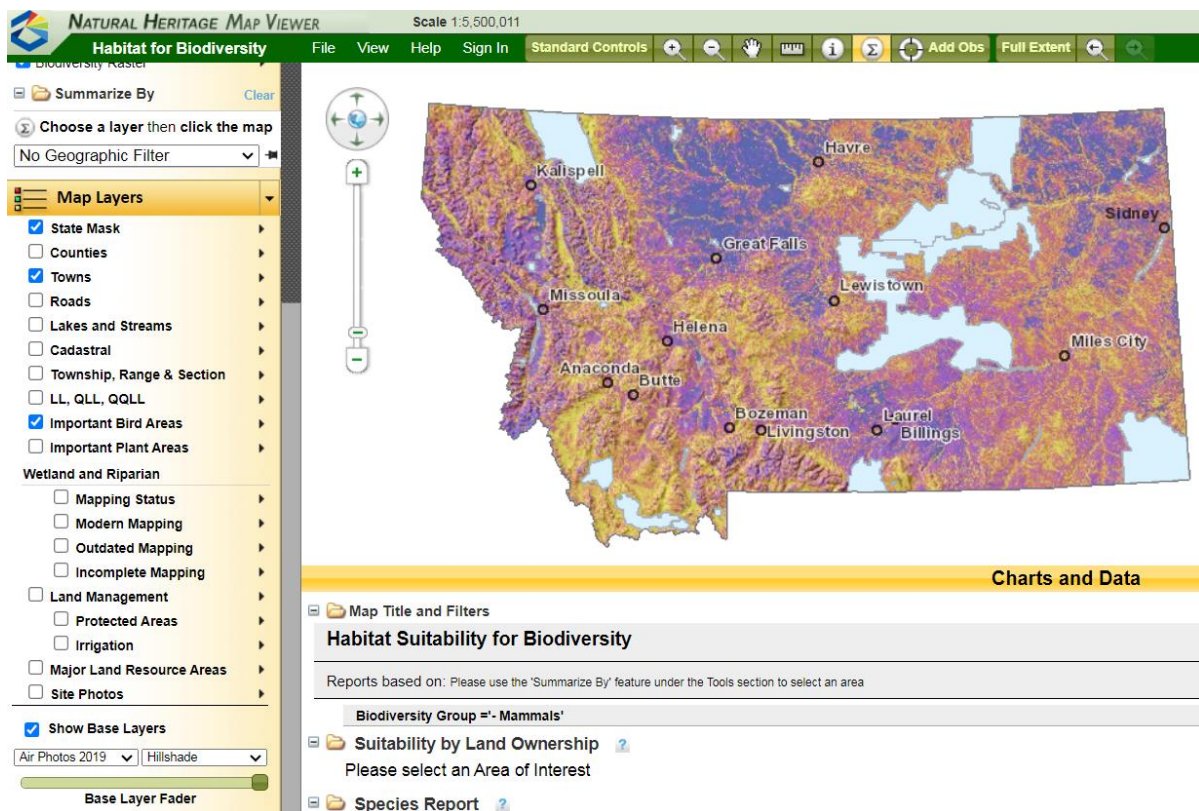 NATURAL HERITAGE MAP VIEWER
Scale 1:5,500,011
Habitat for Biodiversity
File View Help Sign In Standard Controls Add Obs Full Extent
Biodiversity Raster
Summarize By Clear
Choose a layer then click the map
No Geographic Filter
Map Layers
State Mask
Counties
Towns
Roads
Lakes and Streams
Cadastral
Township, Range & Section
LL, QLL, QQLL
Important Bird Areas
Important Plant Areas
Wetland and Riparian
Mapping Status
Modern Mapping
Outdated Mapping
Incomplete Mapping
Land Management
Protected Areas
Irrigation
Major Land Resource Areas
Site Photos
Show Base Layers
Air Photos 2019 Hillshade
Base Layer Fader
Havre
Kalispell
Sidney
Great Falls
Lewistown
Missoula
Helena
Miles City
Anaconda
Butte
Bozeman
Laurel
Livingston
Billings
Charts and Data
Map Title and Filters
Habitat Suitability for Biodiversity
Reports based on: Please use the 'Summarize By' feature under the Tools section to select an area
Biodiversity Group ='- Mammals'
Suitability by Land Ownership ?
Please select an Area of Interest
Species Report ?